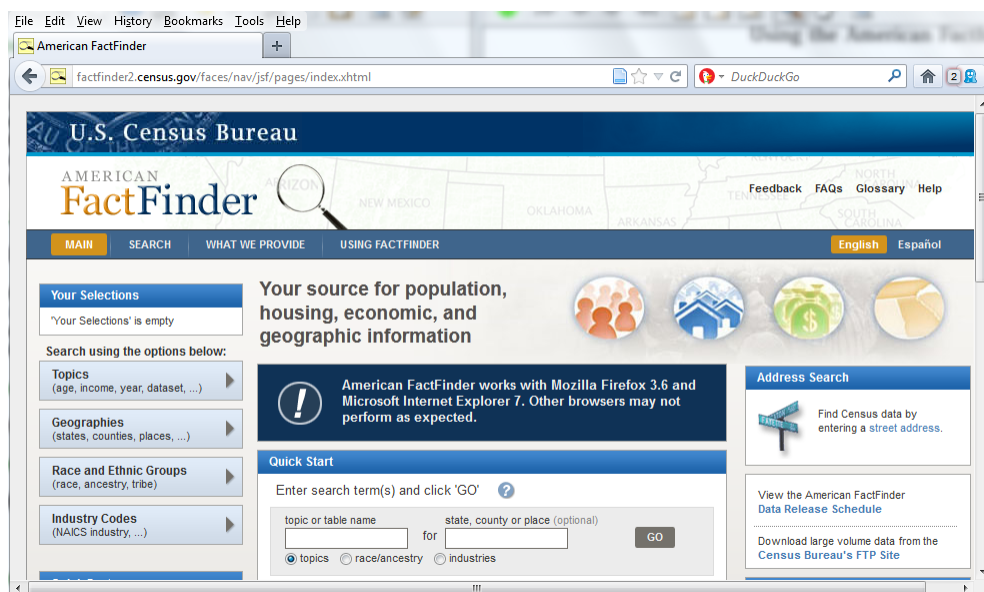 Using the American Fact
File Edit View History Bookmarks Tools Help
American FactFinder
factfinder2.census.gov/faces/nav/jsf/pages/index.xhtml
DuckDuckGo
2
U.S. Census Bureau
AMERICAN
FactFinder
ARIZON
NEW MEXICO
OKLAHOMA
ARKANSAS
TENNESSEE
KENTUCKY
NORTH
CAROLINA
SOUTH
CAROLINA
Feedback FAQs Glossary Help
MAIN SEARCH WHAT WE PROVIDE USING FACTFINDER English Español
Your Selections
'Your Selections' is empty
Search using the options below:
Topics
(age, income, year, dataset, ...)
Geographies
(states, counties, places, ...)
Race and Ethnic Groups
(race, ancestry, tribe)
Industry Codes
(NAICS industry, ...)
Your source for population,
housing, economic, and
geographic information
American FactFinder works with Mozilla Firefox 3.6 and
Microsoft Internet Explorer 7. Other browsers may not
perform as expected.
Quick Start
Enter search term(s) and click 'GO' ?
topic or table name
for
state, county or place (optional)
GO
topics race/ancestry industries
Address Search
Find Census data by
entering a street address.
View the American FactFinder
Data Release Schedule
Download large volume data from the
Census Bureau's FTP Site